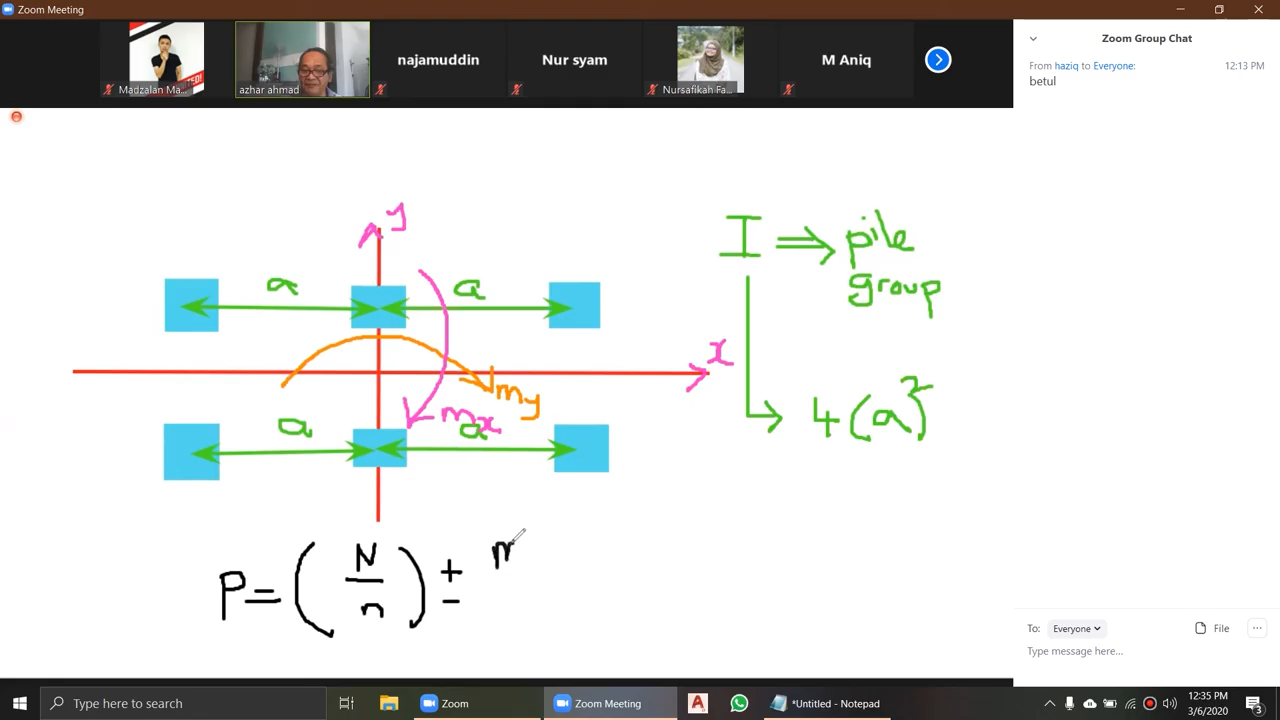 Zoom Meeting
Madzalan Ma...
azhar ahmad
najamuddin
Nur syam
Nursafikah Fa...
M Aniq
Zoom Group Chat
From haziq to Everyone:
12:13 PM
betul
y
a
a
x
my
mx
a
a
I ⇒ pile
group
4(a)²
P = (N/n) ± m
To: Everyone
File
...
Type message here...
Type here to search
Zoom
Zoom Meeting
A
*Untitled - Notepad
12:35 PM
3/6/2020
3